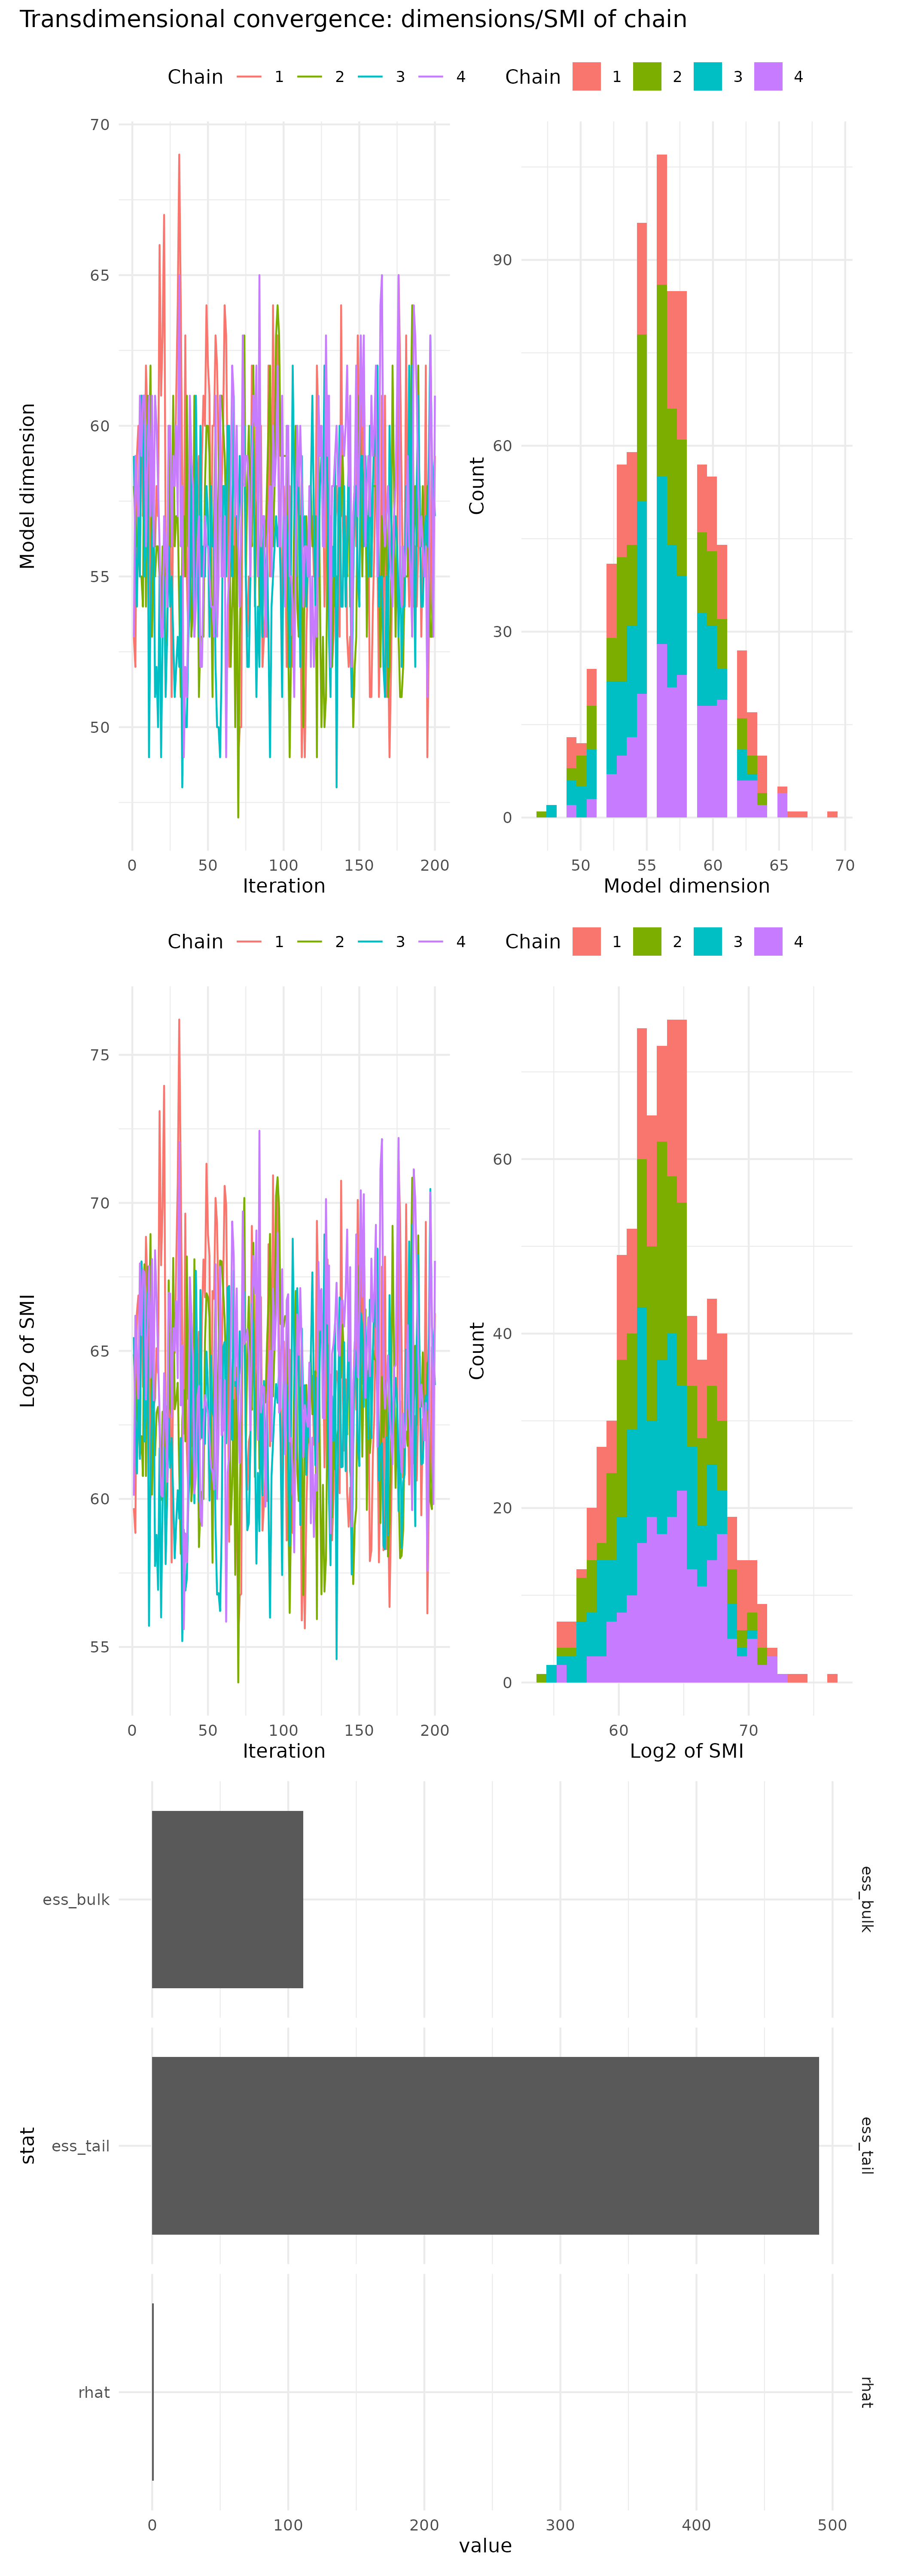 Transdimensional convergence: dimensions/SMI of chain
Chain 1 2 3 4
Chain 1 2 3 4
70
65
60
55
50
Model dimension
0 50 100 150 200
Iteration
90
60
30
0
Count
50 55 60 65 70
Model dimension
Chain 1 2 3 4
Chain 1 2 3 4
75
70
65
60
55
Log2 of SMI
0 50 100 150 200
Iteration
60
40
20
0
Count
60 70
Log2 of SMI
ess_bulk
ess_bulk
stat
ess_tail
ess_tail
rhat
rhat
0 100 200 300 400 500
value